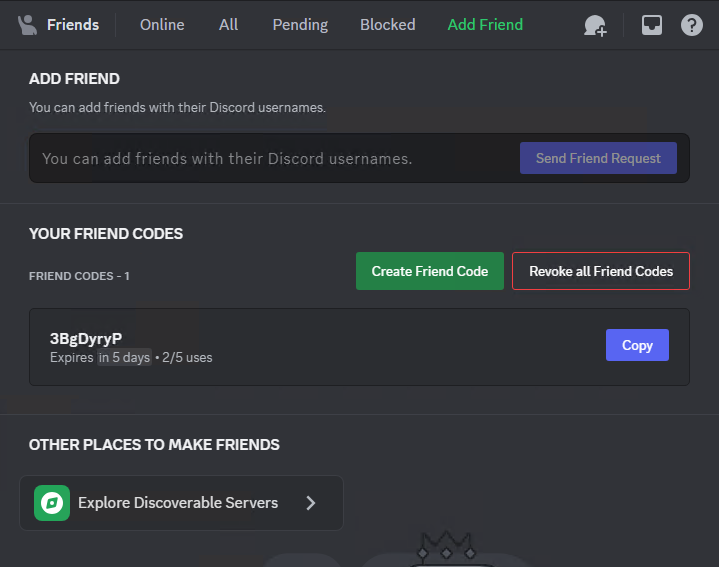 Friends Online All Pending Blocked Add Friend
ADD FRIEND
You can add friends with their Discord usernames.
You can add friends with their Discord usernames. Send Friend Request
YOUR FRIEND CODES
FRIEND CODES - 1 Create Friend Code Revoke all Friend Codes
3BgDyryP
Expires in 5 days • 2/5 uses
Copy
OTHER PLACES TO MAKE FRIENDS
Explore Discoverable Servers